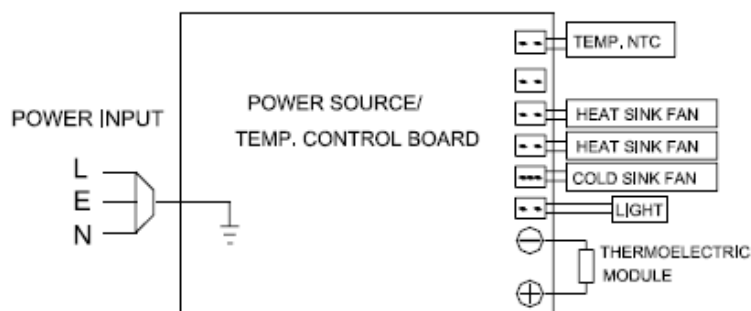 TEMP. NTC
POWER SOURCE/
TEMP. CONTROL BOARD
POWER INPUT
L
E
N
HEAT SINK FAN
HEAT SINK FAN
COLD SINK FAN
LIGHT
THERMOELECTRIC
MODULE